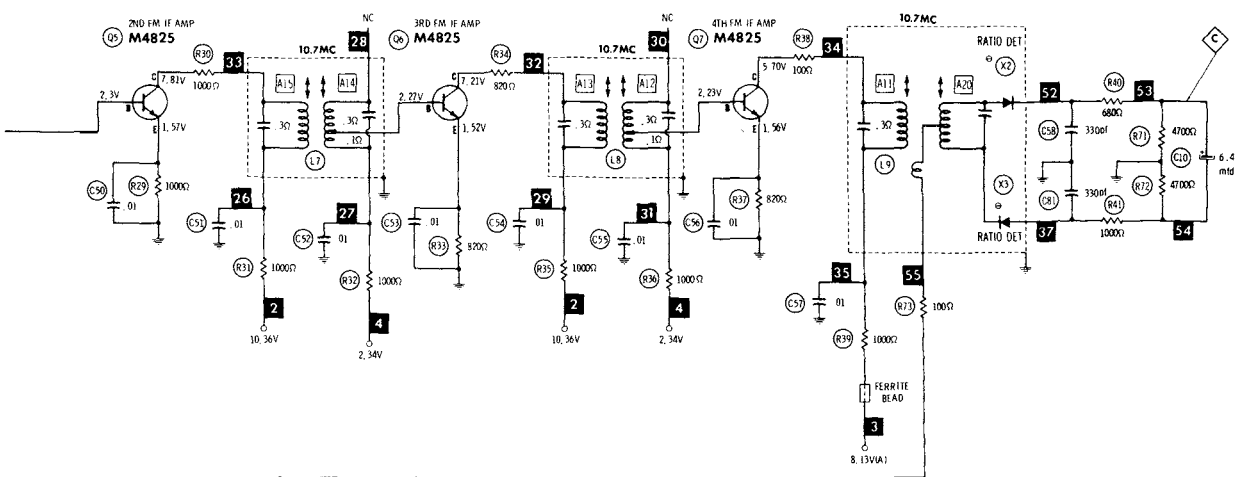 2ND FM IF AMP
Q5 M4825
7.81V
C
B
E
2.3V
1.57V
R30
1000Ω
33
C50
.01
R29
1000Ω
10.7MC
NC
28
A15
A14
.3Ω
.3Ω
.1Ω
L7
26
C51
.01
27
C52
.01
R31
1000Ω
R32
1000Ω
2
10.36V
4
2.34V
3RD FM IF AMP
Q6 M4825
7.21V
C
B
E
2.27V
1.52V
R34
820Ω
32
C53
.01
R33
820Ω
10.7MC
NC
30
A13
A12
.3Ω
.3Ω
.1Ω
L8
29
C54
.01
31
C55
.01
R35
1000Ω
R36
1000Ω
2
10.36V
4
2.34V
4TH FM IF AMP
Q7 M4825
5.70V
C
B
E
2.23V
1.56V
R38
100Ω
34
C56
.01
R37
820Ω
10.7MC
RATIO DET
X2
A11
A20
.3Ω
L9
X3
RATIO DET
35
C57
.01
R39
1000Ω
FERRITE
BEAD
3
8.13V(A)
55
R73
100Ω
52
37
C58
330pf
C81
330pf
R40
680Ω
R41
1000Ω
53
54
R71
4700Ω
R72
4700Ω
C10
6.4
mfd
C